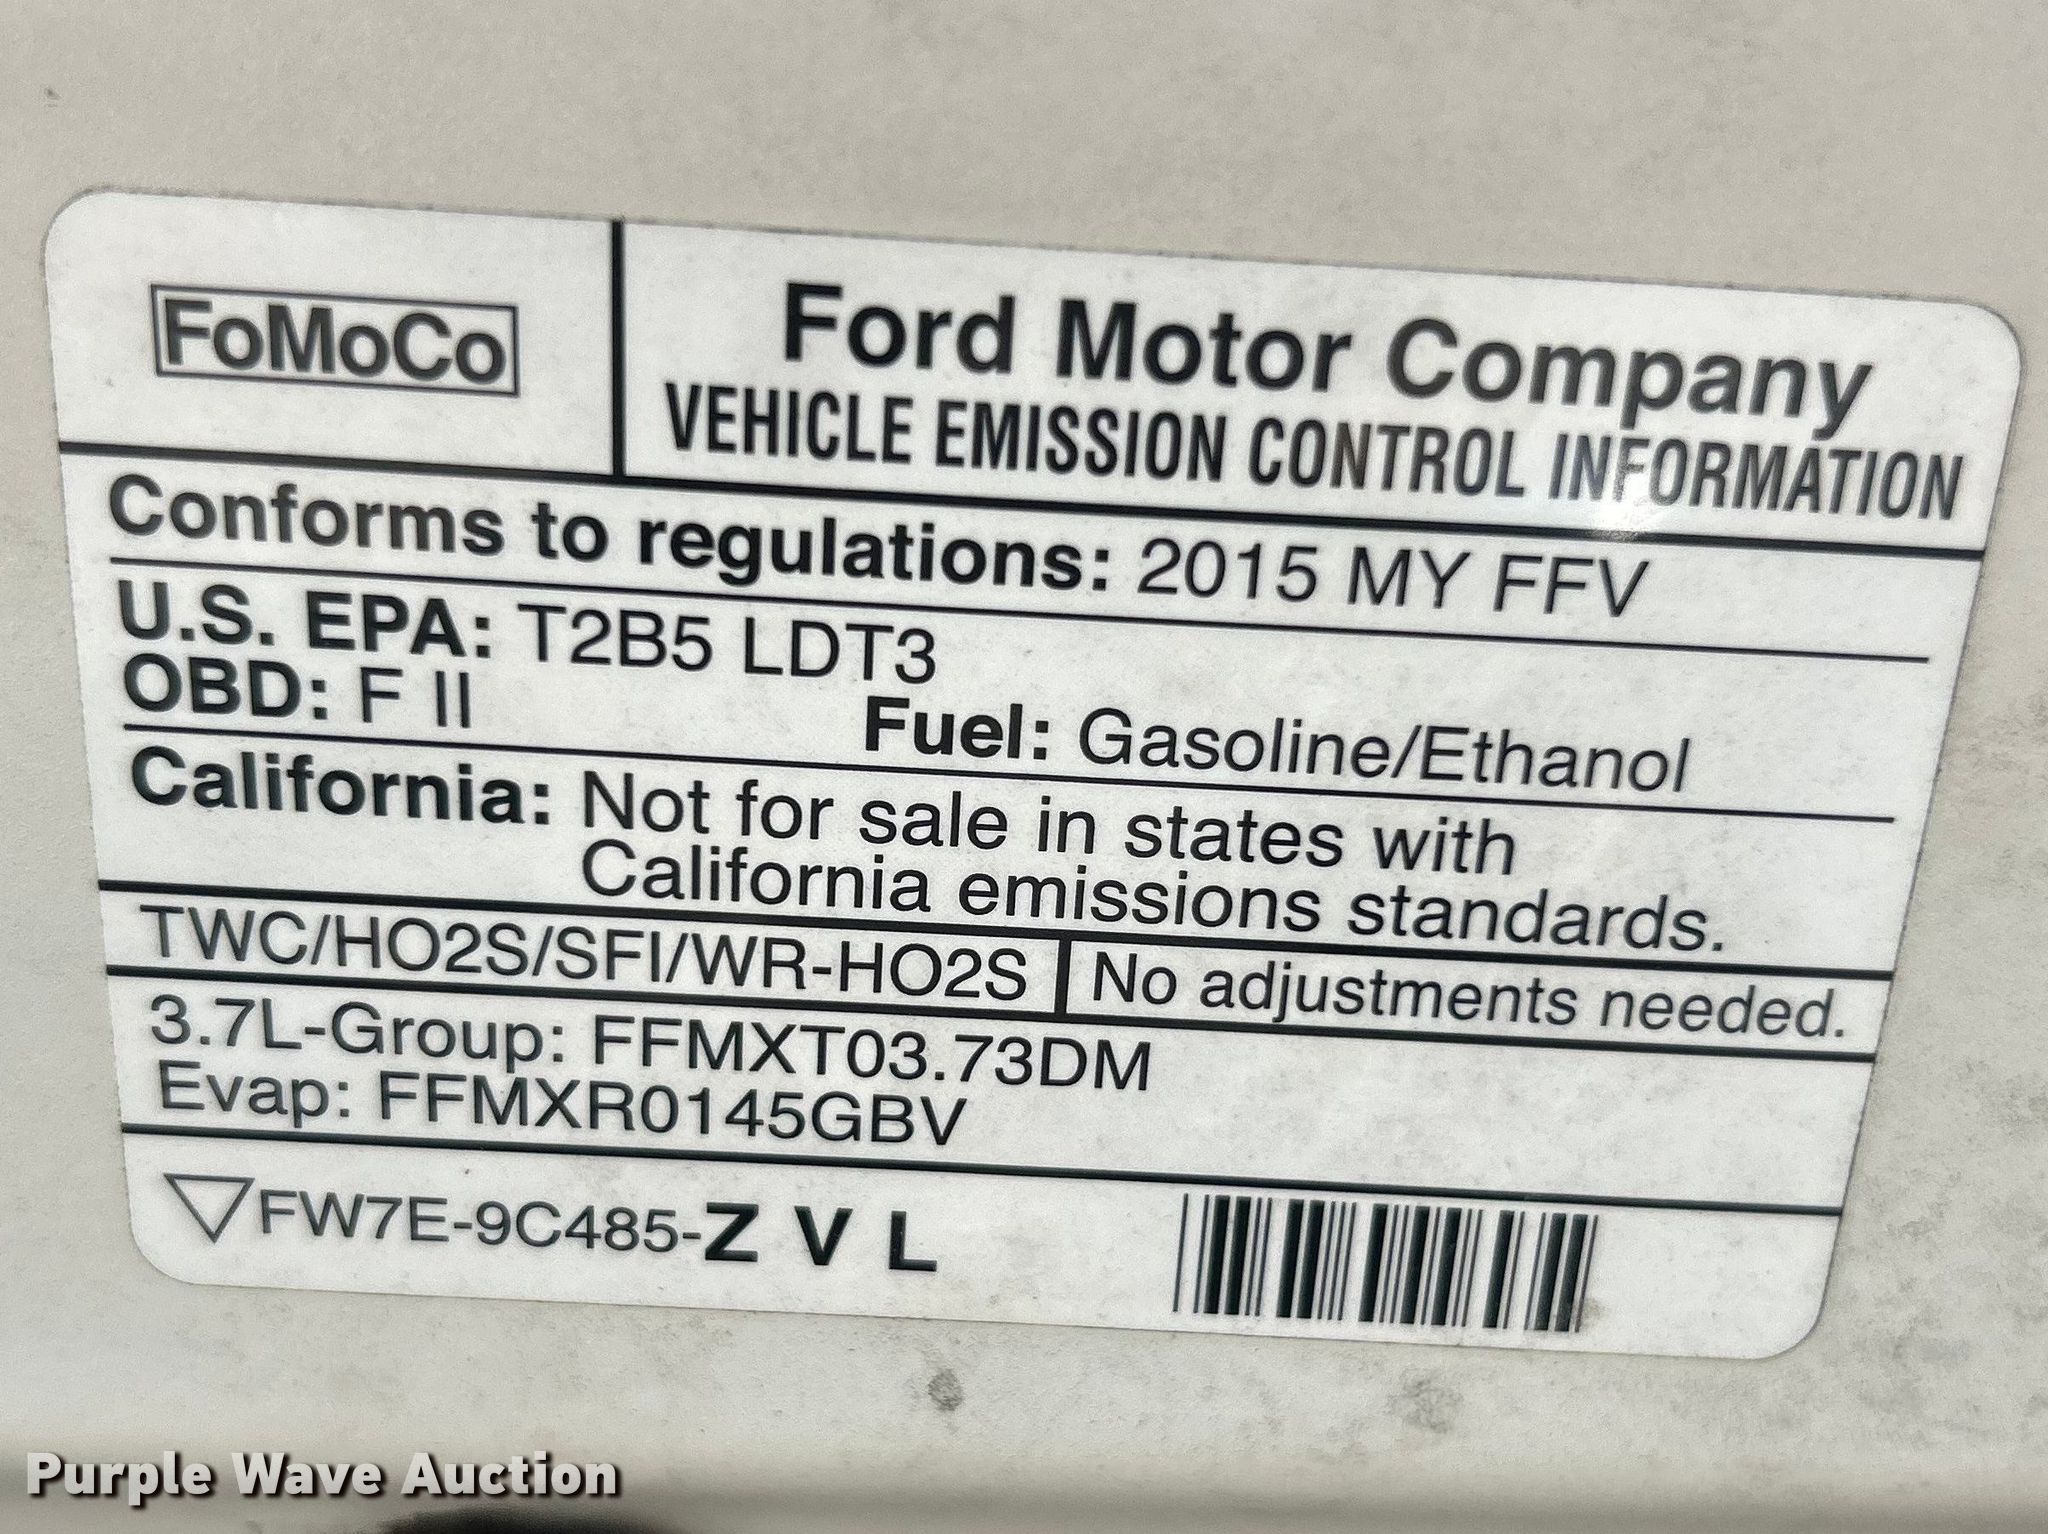 FoMoCo
Ford Motor Company
VEHICLE EMISSION CONTROL INFORMATION
Conforms to regulations: 2015 MY FFV
U.S. EPA: T2B5 LDT3
OBD: F II
Fuel: Gasoline/Ethanol
California: Not for sale in states with
California emissions standards.
TWC/HO2S/SFI/WR-HO2S
No adjustments needed.
3.7L-Group: FFMXT03.73DM
Evap: FFMXR0145GBV
FW7E-9C485-Z V L
Purple Wave Auction